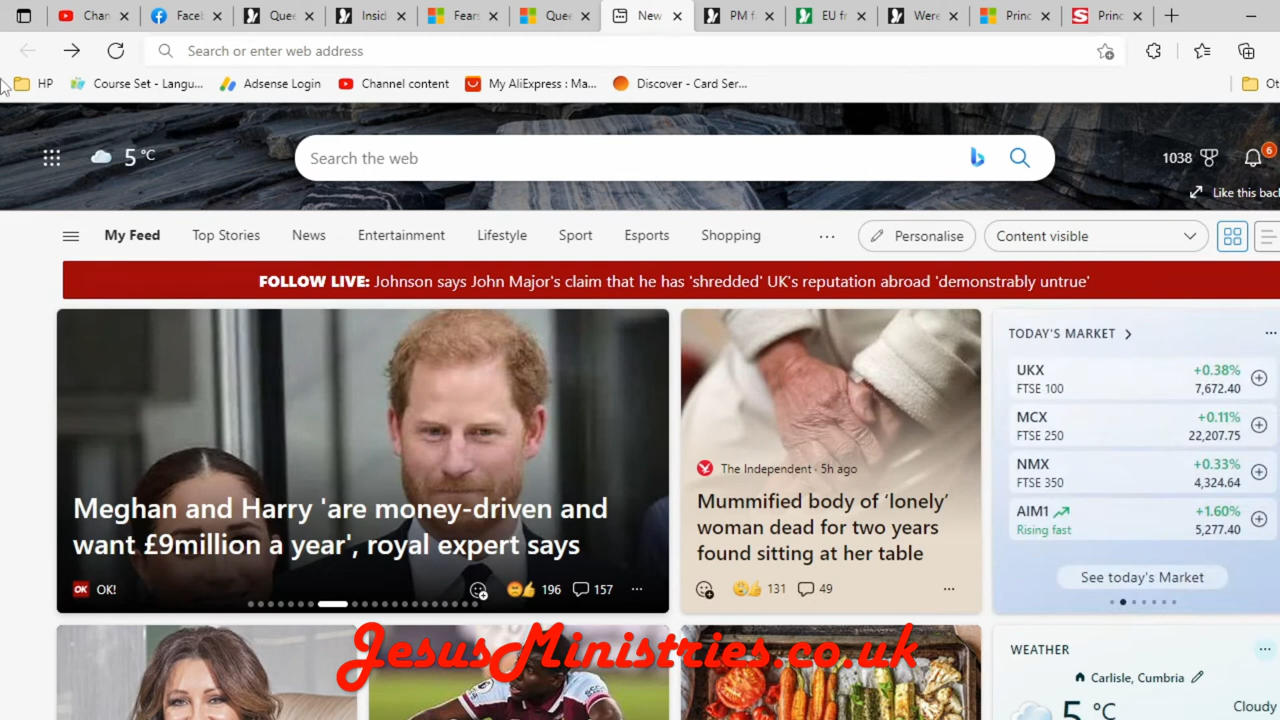 Chan
Facel
Quee
Insid
Fears
Quee
New
PM f
EU fr
Were
Princ
Princ
Search or enter web address
HP
Course Set - Langu...
Adsense Login
Channel content
My AliExpress : Ma...
Discover - Card Ser...
Ot
5 °C
Search the web
1038
6
Like this back
My Feed
Top Stories
News
Entertainment
Lifestyle
Sport
Esports
Shopping
...
Personalise
Content visible
FOLLOW LIVE: Johnson says John Major's claim that he has 'shredded' UK's reputation abroad 'demonstrably untrue'
Meghan and Harry 'are money-driven and
want £9million a year', royal expert says
OK OK!
196
157
...
The Independent · 5h ago
Mummified body of ‘lonely’
woman dead for two years
found sitting at her table
131
49
...
TODAY'S MARKET
...
UKX +0.38%
FTSE 100 7,672.40
MCX +0.11%
FTSE 250 22,207.75
NMX +0.33%
FTSE 350 4,324.64
AIM1 +1.60%
Rising fast 5,277.40
See today's Market
JesusMinistries.co.uk
WEATHER
...
Carlisle, Cumbria
5 °C
Cloudy